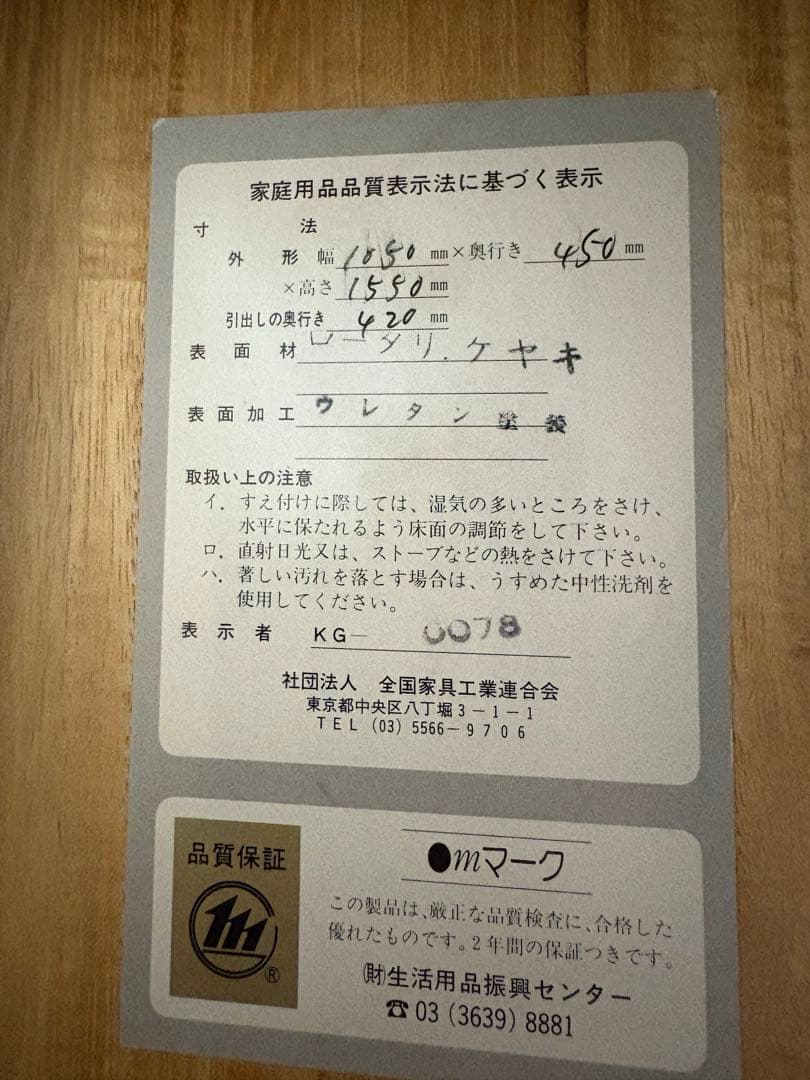 家庭用品品質表示法に基づく表示
寸法
外形 幅 1050 mm×奥行き 450 mm
×高さ 1550 mm
引出しの奥行き 420 mm
表面材 ロータリ.ケヤキ
表面加工 ウレタン 塗装
取扱い上の注意
イ. すえ付けに際しては、湿気の多いところをさけ、
水平に保たれるよう床面の調節をして下さい。
ロ. 直射日光又は、ストーブなどの熱をさけて下さい。
ハ. 著しい汚れを落とす場合は、うすめた中性洗剤を
使用してください。
表示者 KG― 0078
社団法人 全国家具工業連合会
東京都中央区八丁堀3－1－1
TEL (03) 5566－9706
品質保証
®
●mマーク
この製品は、厳正な品質検査に、合格した
優れたものです。2年間の保証つきです。
(財)生活用品振興センター
☎ 03 (3639) 8881